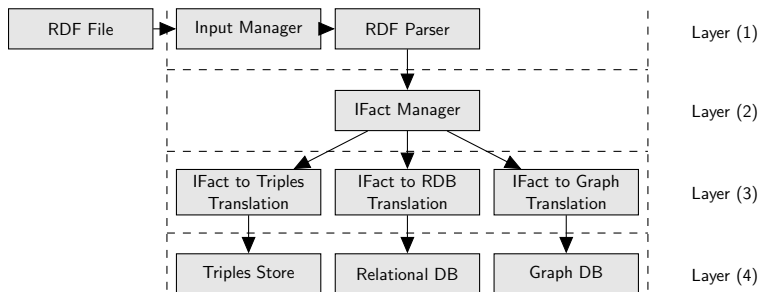 RDF File
Input Manager
RDF Parser
Layer (1)
IFact Manager
Layer (2)
IFact to Triples
Translation
IFact to RDB
Translation
IFact to Graph
Translation
Layer (3)
Triples Store
Relational DB
Graph DB
Layer (4)